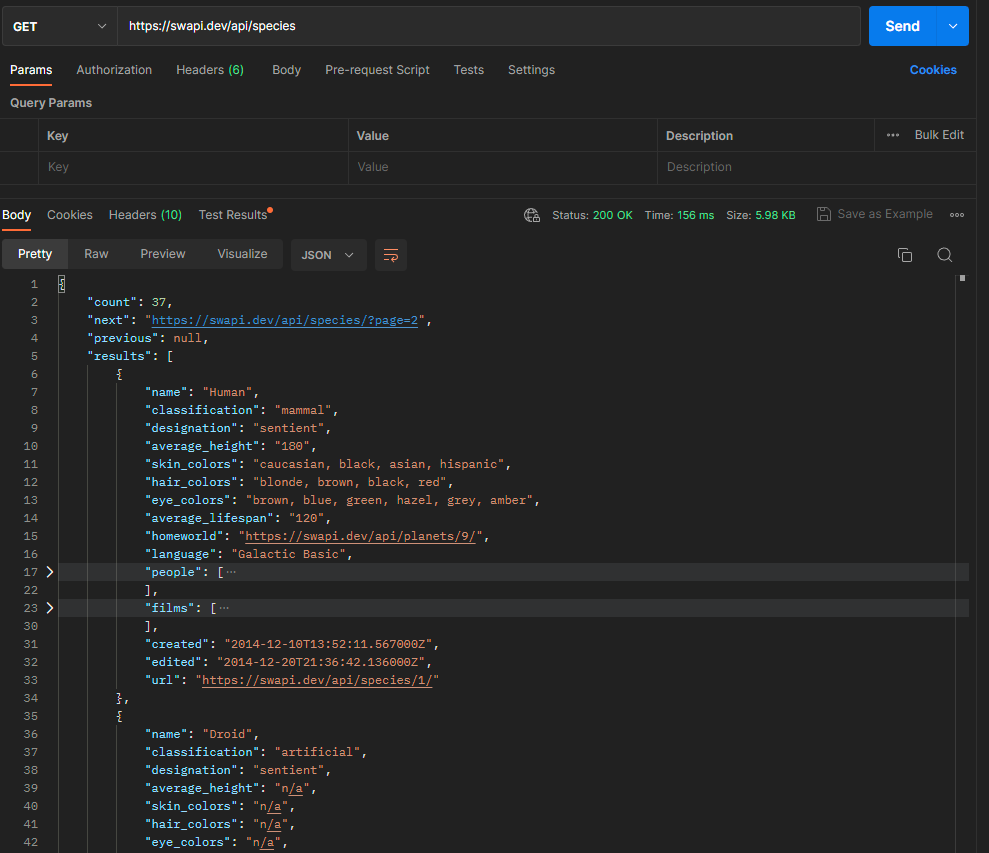 GET https://swapi.dev/api/species Send
Params Authorization Headers (6) Body Pre-request Script Tests Settings Cookies
Query Params
Key Value Description ••• Bulk Edit
Key Value Description
Body Cookies Headers (10) Test Results Status: 200 OK Time: 156 ms Size: 5.98 KB Save as Example
Pretty Raw Preview Visualize JSON
1 {
2 "count": 37,
3 "next": "https://swapi.dev/api/species/?page=2",
4 "previous": null,
5 "results": [
6 {
7 "name": "Human",
8 "classification": "mammal",
9 "designation": "sentient",
10 "average_height": "180",
11 "skin_colors": "caucasian, black, asian, hispanic",
12 "hair_colors": "blonde, brown, black, red",
13 "eye_colors": "brown, blue, green, hazel, grey, amber",
14 "average_lifespan": "120",
15 "homeworld": "https://swapi.dev/api/planets/9/",
16 "language": "Galactic Basic",
17 "people": [···
22 ],
23 "films": [···
30 ],
31 "created": "2014-12-10T13:52:11.567000Z",
32 "edited": "2014-12-20T21:36:42.136000Z",
33 "url": "https://swapi.dev/api/species/1/"
34 },
35 {
36 "name": "Droid",
37 "classification": "artificial",
38 "designation": "sentient",
39 "average_height": "n/a",
40 "skin_colors": "n/a",
41 "hair_colors": "n/a",
42 "eye_colors": "n/a",